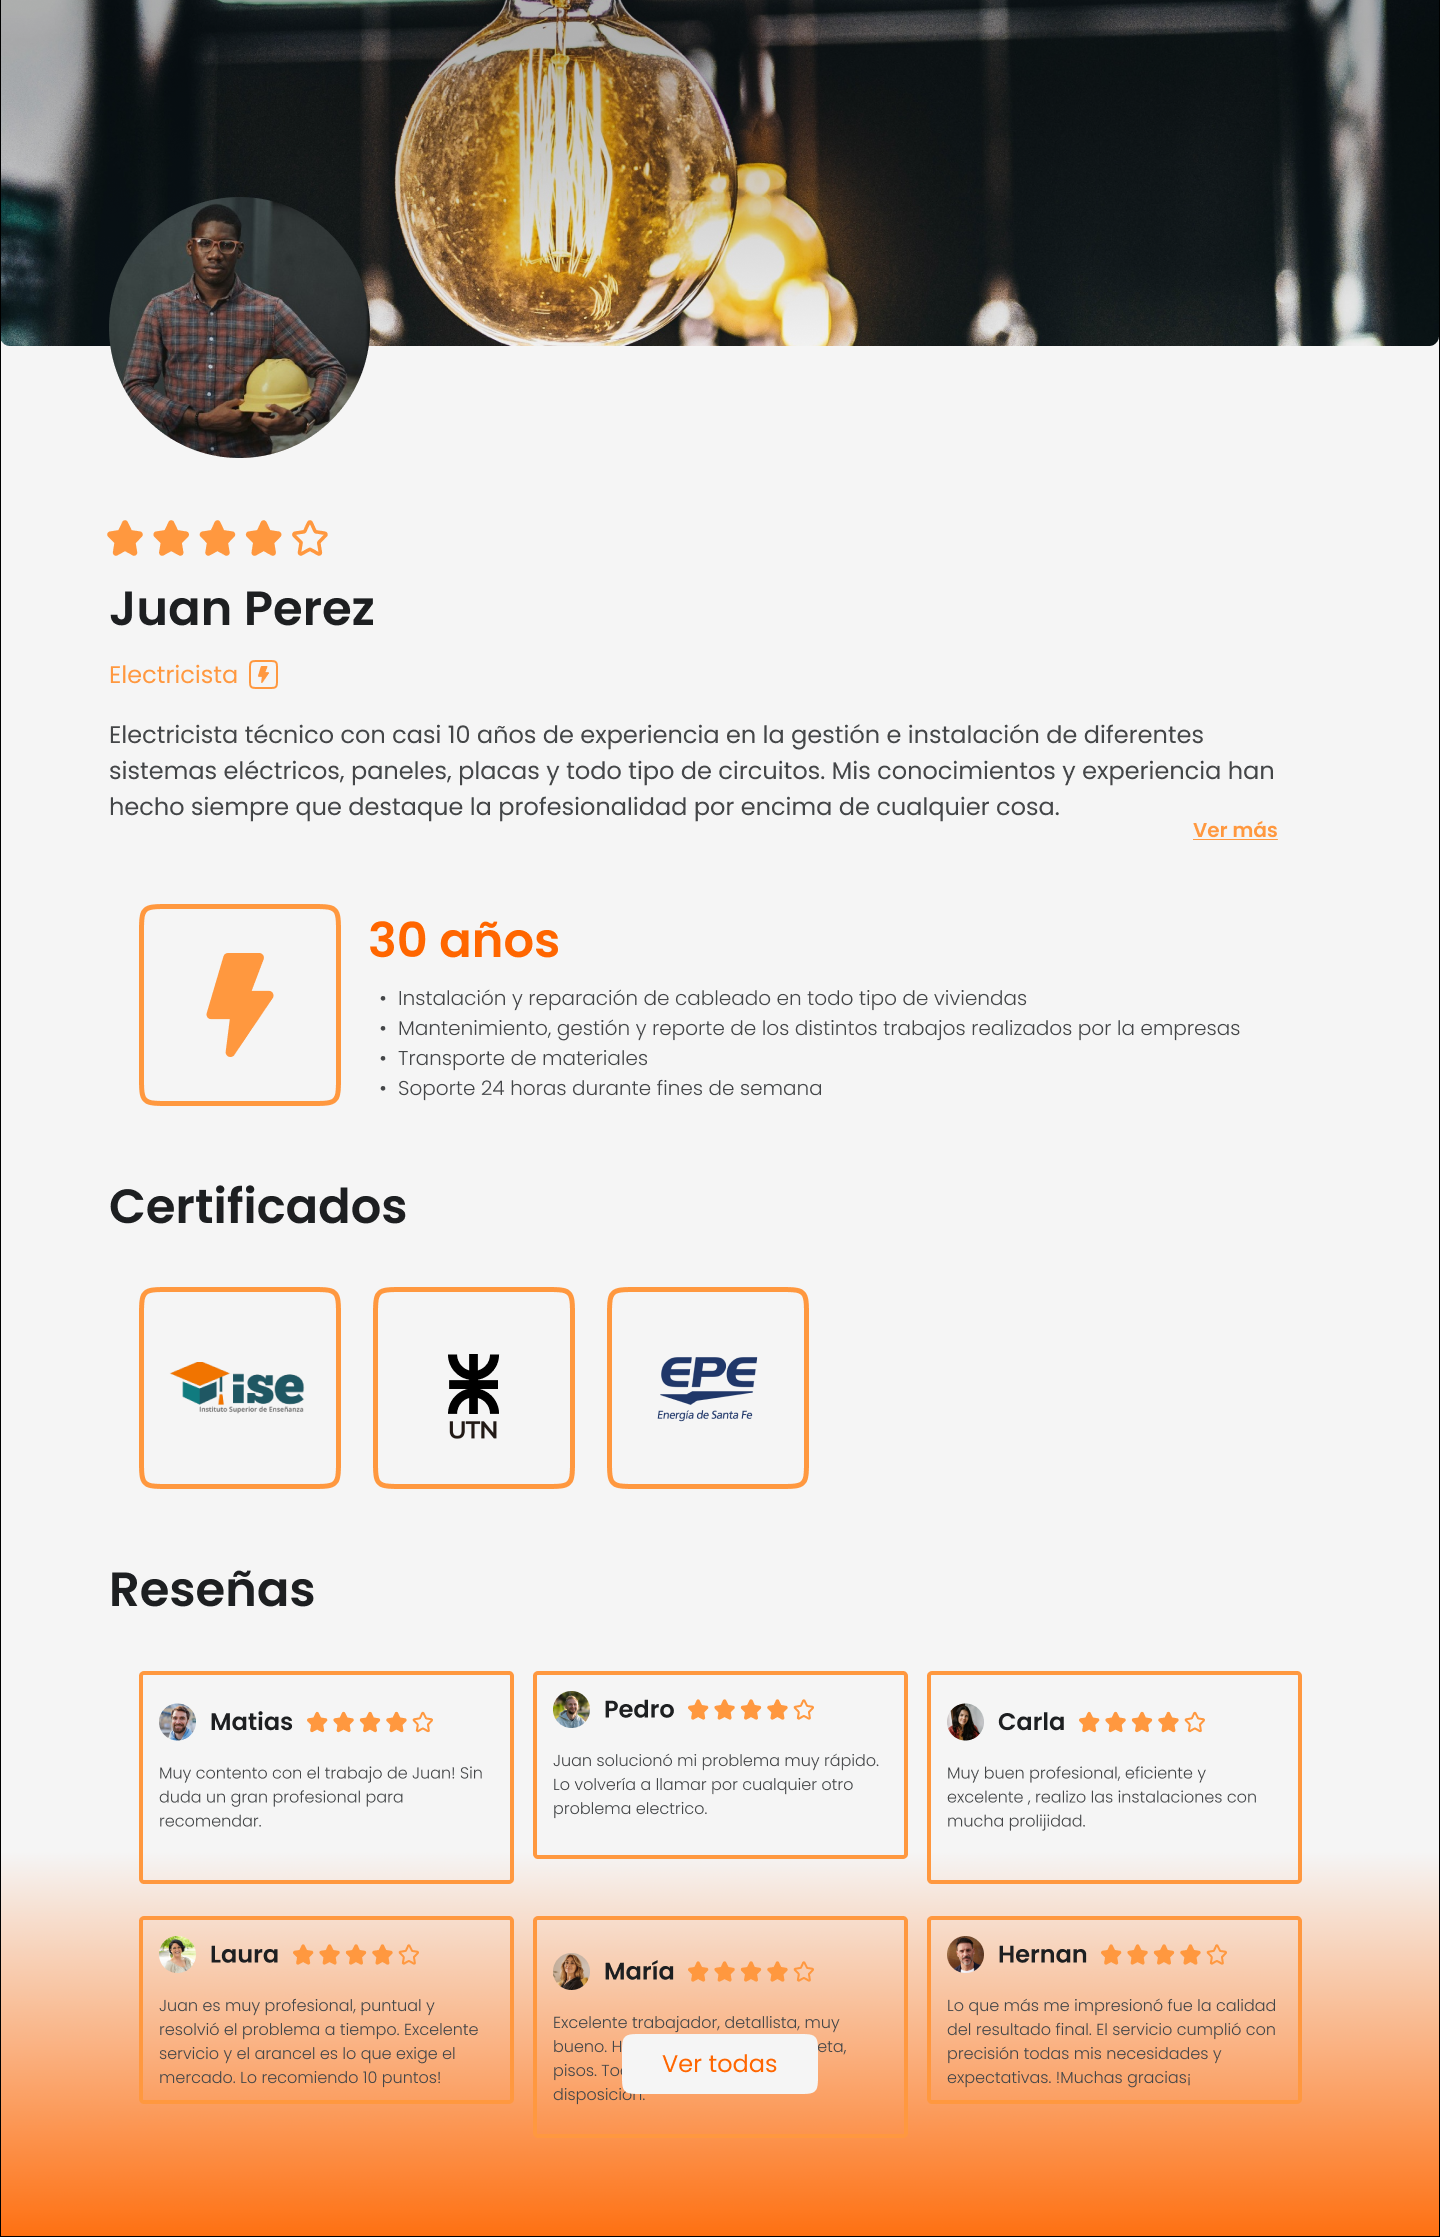 Juan Perez
Electricista
Electricista técnico con casi 10 años de experiencia en la gestión e instalación de diferentes
sistemas eléctricos, paneles, placas y todo tipo de circuitos. Mis conocimientos y experiencia han
hecho siempre que destaque la profesionalidad por encima de cualquier cosa.
Ver más
30 años
• Instalación y reparación de cableado en todo tipo de viviendas
• Mantenimiento, gestión y reporte de los distintos trabajos realizados por la empresas
• Transporte de materiales
• Soporte 24 horas durante fines de semana
Certificados
ise
Instituto Superior de Enseñanza
UTN
EPE
Energía de Santa Fe
Reseñas
Matias
Muy contento con el trabajo de Juan! Sin
duda un gran profesional para
recomendar.
Pedro
Juan solucionó mi problema muy rápido.
Lo volvería a llamar por cualquier otro
problema electrico.
Carla
Muy buen profesional, eficiente y
excelente , realizo las instalaciones con
mucha prolijidad.
Laura
Juan es muy profesional, puntual y
resolvió el problema a tiempo. Excelente
servicio y el arancel es lo que exige el
mercado. Lo recomiendo 10 puntos!
María
Excelente trabajador, detallista, muy
bueno.
pisos.
disposición.
Ver todas
Hernan
Lo que más me impresionó fue la calidad
del resultado final. El servicio cumplió con
precisión todas mis necesidades y
expectativas. !Muchas gracias¡